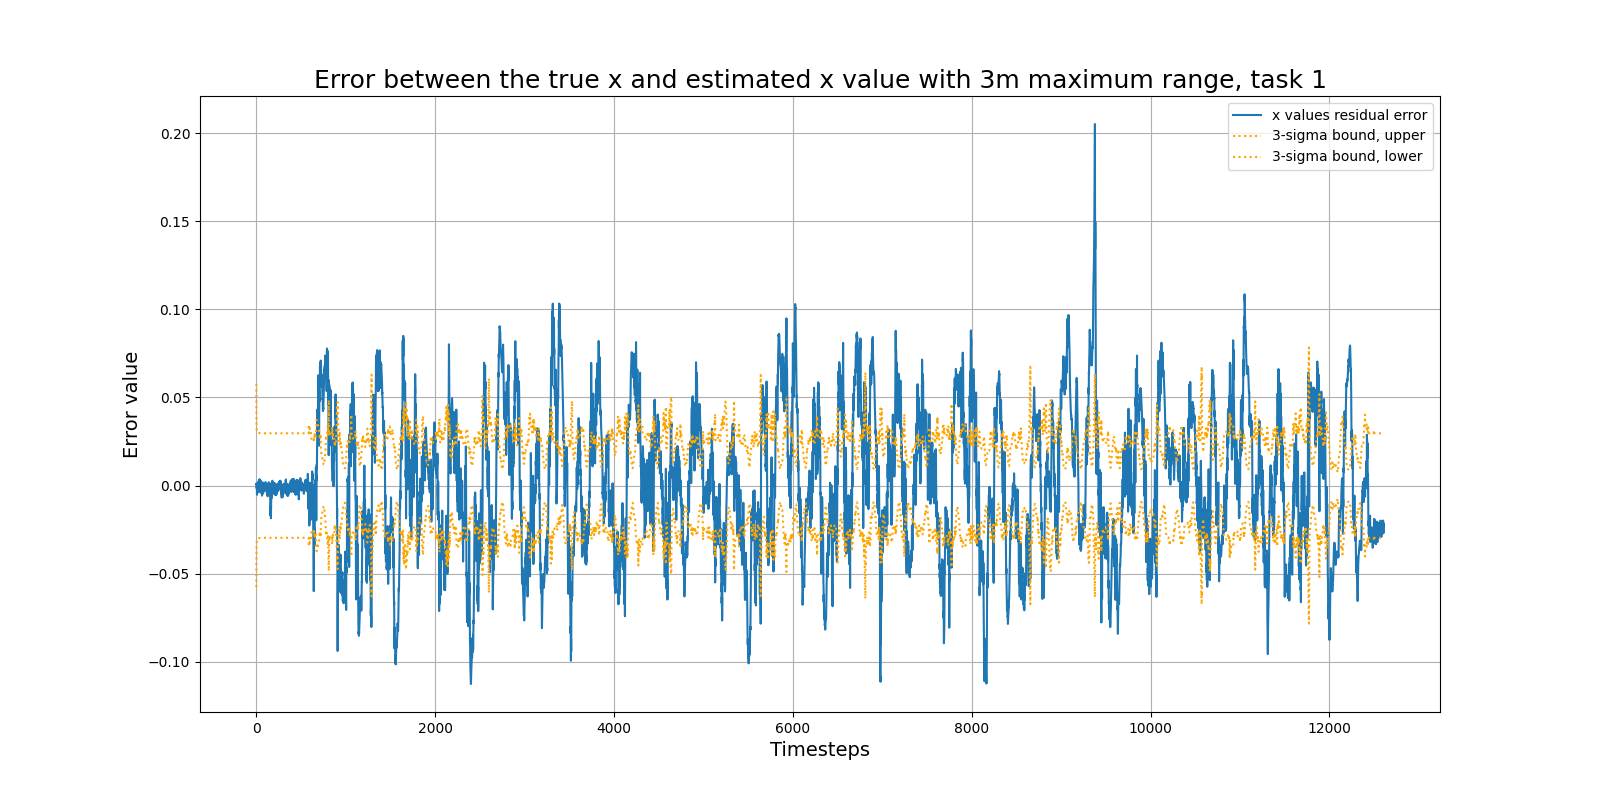 Error between the true x and estimated x value with 3m maximum range, task 1
x values residual error
3-sigma bound, upper
3-sigma bound, lower
Error value
0.20
0.15
0.10
0.05
0.00
−0.05
−0.10
0 2000 4000 6000 8000 10000 12000
Timesteps